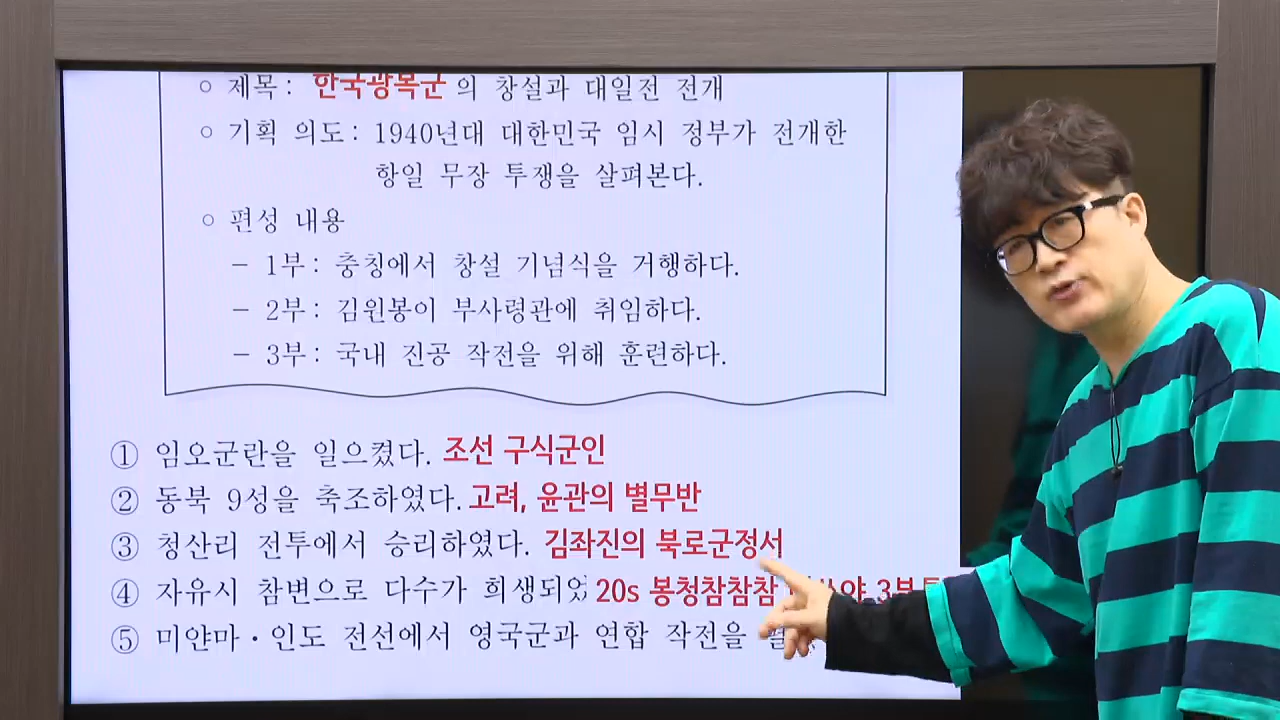 ○ 제목: 한국광복군 의 창설과 대일전 전개
○ 기획 의도: 1940년대 대한민국 임시 정부가 전개한
항일 무장 투쟁을 살펴본다.
○ 편성 내용
- 1부: 충칭에서 창설 기념식을 거행하다.
- 2부: 김원봉이 부사령관에 취임하다.
- 3부: 국내 진공 작전을 위해 훈련하다.
① 임오군란을 일으켰다. 조선 구식군인
② 동북 9성을 축조하였다. 고려, 윤관의 별무반
③ 청산리 전투에서 승리하였다. 김좌진의 북로군정서
④ 자유시 참변으로 다수가 희생되었 20s 봉청참참참 3부
⑤ 미얀마·인도 전선에서 영국군과 연합 작전을